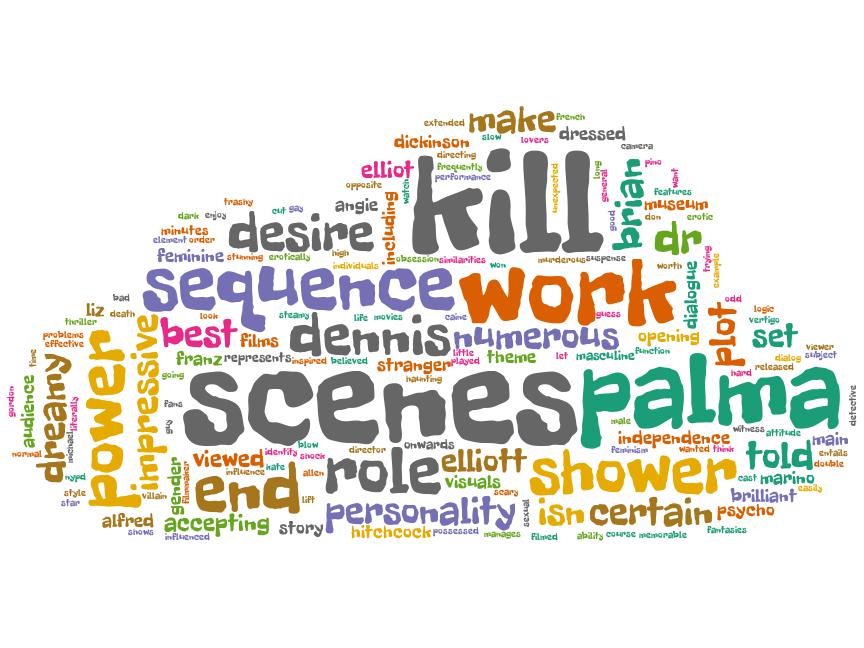 extended
make
french
dickinson
slow
lovers
dressed
camera
directing
frequently
performance
elliot
kill
unexpected
long
general
good
brian
pino
want
features
museum
don
erotic
opposite
watch
including
trashy
dark
enjoy
cut
gay
angie
minutes
element
order
desire
feminine
stunning
erotically
high
individuals
obsession
similarities
won
murderous
suspense
dr
worth
dialogue
trying
example
sequence
work
guess
bad
liz
death
thriller
problems
effective
look
steamy
life
movies
caine
best
films
dennis
numerous
opening
plot
odd
logic
vertigo
set
franz
represents
inspired
believed
stranger
little
played
theme
let
masculine
function
viewer
dialog
subject
released
hard
haunting
time
dreamy
power
impressive
going
fans
guy
scenes
palma
detective
gordon
audience
normal
michael
literally
male
witness
attitude
independence
feminism
wanted
think
main
entails
double
told
blow
onwards
director
viewed
identity
shock
influence
kate
allen
role
elliott
visuals
scary
shower
cast
marino
easily
brilliant
nypd
style
star
villain
gender
filmmaker
end
lift
sexual
isn
certain
psycho
alfred
shows
accepting
influenced
story
personality
hitchcock
possessed
manages
filmed
ability
course
memorable
fantasies